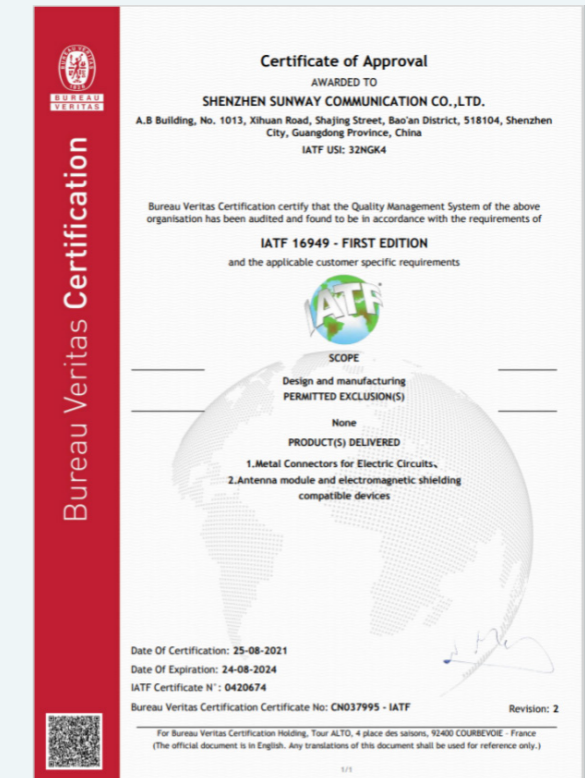 BUREAU VERITAS
1828
BUREAU
VERITAS
Bureau Veritas Certification
Certificate of Approval
AWARDED TO
SHENZHEN SUNWAY COMMUNICATION CO.,LTD.
A.B Building, No. 1013, Xihuan Road, Shajing Street, Bao'an District, 518104, Shenzhen
City, Guangdong Province, China
IATF USI: 32NGK4
Bureau Veritas Certification certify that the Quality Management System of the above
organisation has been audited and found to be in accordance with the requirements of
IATF 16949 - FIRST EDITION
and the applicable customer specific requirements
IATF
SCOPE
Design and manufacturing
PERMITTED EXCLUSION(S)
None
PRODUCT(S) DELIVERED
1.Metal Connectors for Electric Circuits、
2.Antenna module and electromagnetic shielding
compatible devices
Date Of Certification: 25-08-2021
Date Of Expiration: 24-08-2024
IATF Certificate N°: 0420674
Bureau Veritas Certification Certificate No: CN037995 - IATF
Revision: 2
For Bureau Veritas Certification Holding, Tour ALTO, 4 place des saisons, 92400 COURBEVOIE - France
(The official document is in English. Any translations of this document shall be used for reference only.)
1/1